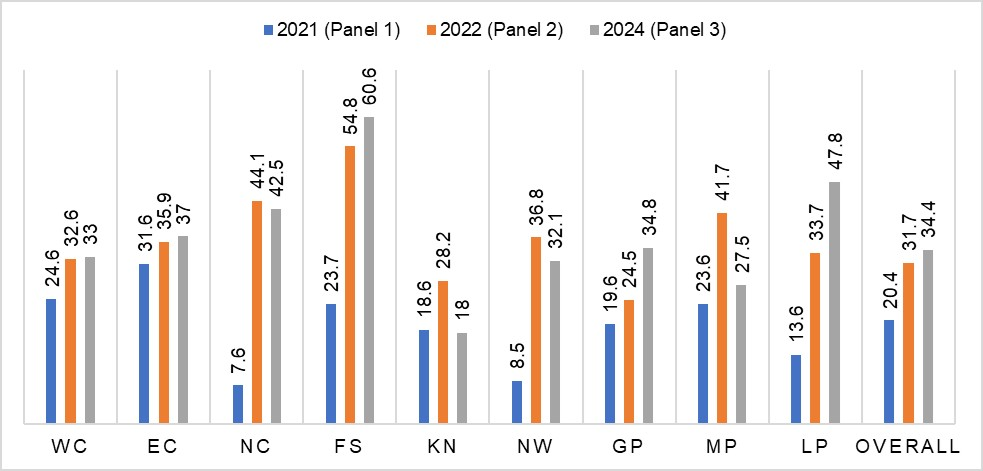 2021 (Panel 1) 2022 (Panel 2) 2024 (Panel 3)
24.6 32.6 33
31.6 35.9 37
7.6 44.1 42.5
23.7 54.8 60.6
18.6 28.2 18
8.5 36.8 32.1
19.6 24.5 34.8
23.6 41.7 27.5
13.6 33.7 47.8
20.4 31.7 34.4
WC EC NC FS KN NW GP MP LP OVERALL